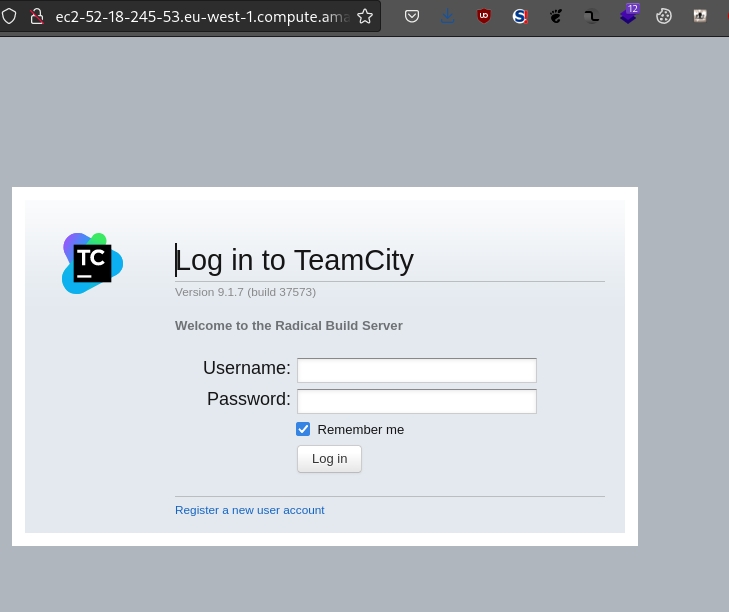 ec2-52-18-245-53.eu-west-1.compute.ama
12
TC
Log in to TeamCity
Version 9.1.7 (build 37573)
Welcome to the Radical Build Server
Username:
Password:
Remember me
Log in
Register a new user account